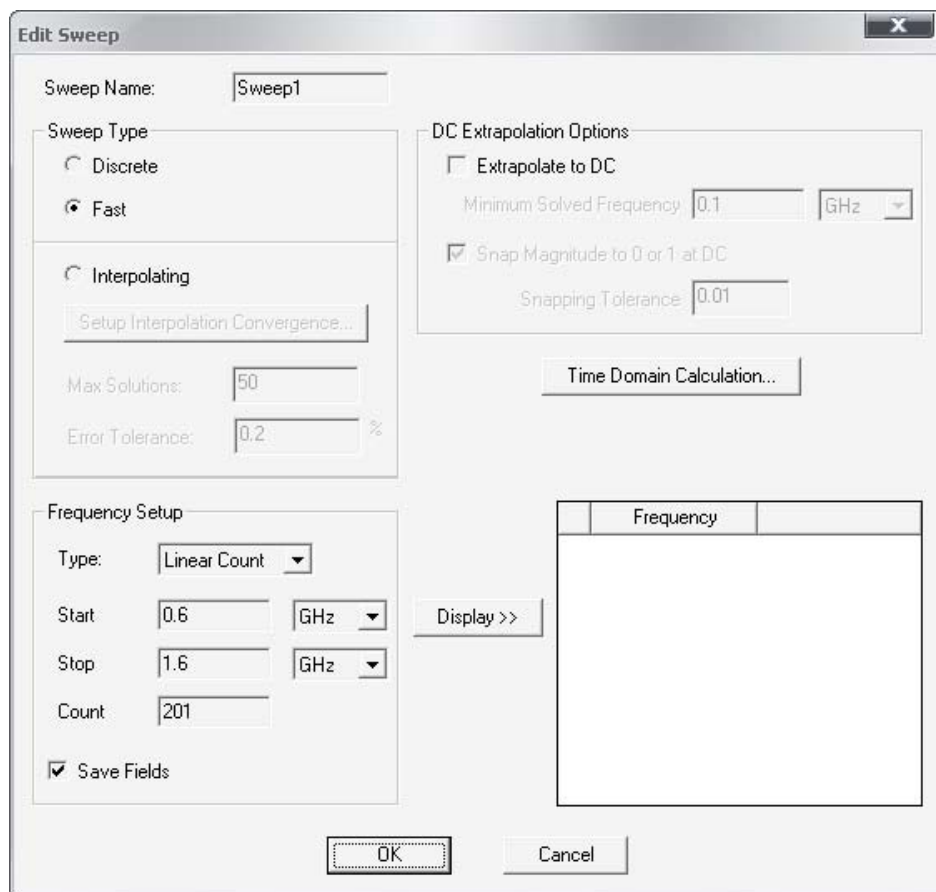 Edit Sweep
Sweep Name: Sweep1
Sweep Type
Discrete
Fast
Interpolating
Setup Interpolation Convergence...
Max Solutions: 50
Error Tolerance: 0.2 %
DC Extrapolation Options
Extrapolate to DC
Minimum Solved Frequency 0.1 GHz
Snap Magnitude to 0 or 1 at DC
Snapping Tolerance 0.01
Time Domain Calculation...
Frequency Setup
Type: Linear Count
Start 0.6 GHz
Stop 1.6 GHz
Count 201
Save Fields
Display >>
Frequency
OK Cancel